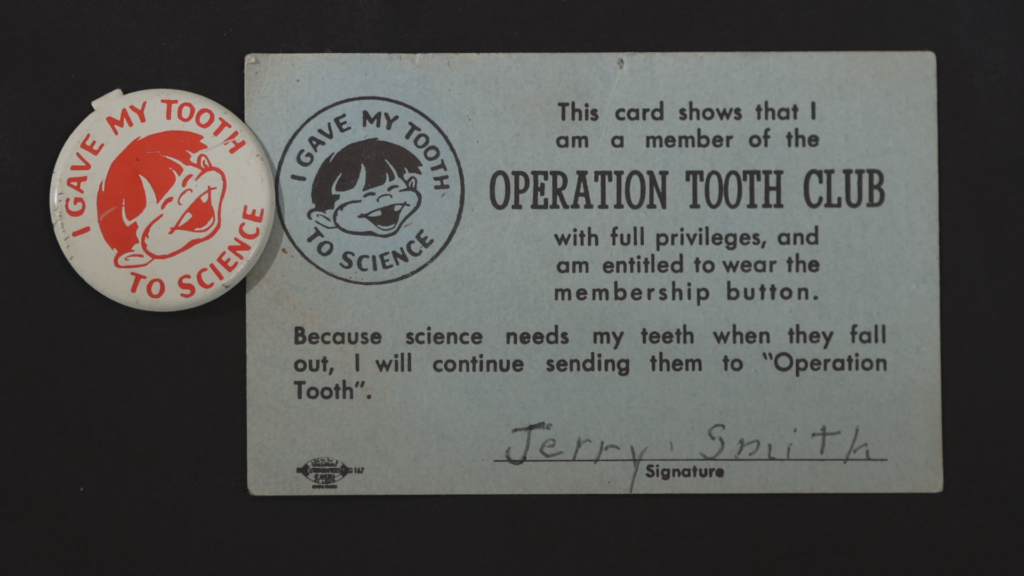 I GAVE MY TOOTH
TO SCIENCE
I GAVE MY TOOTH
TO SCIENCE
This card shows that I
am a member of the
OPERATION TOOTH CLUB
with full privileges, and
am entitled to wear the
membership button.
Because science needs my teeth when they fall
out, I will continue sending them to "Operation
Tooth".
Jerry Smith
Signature
167